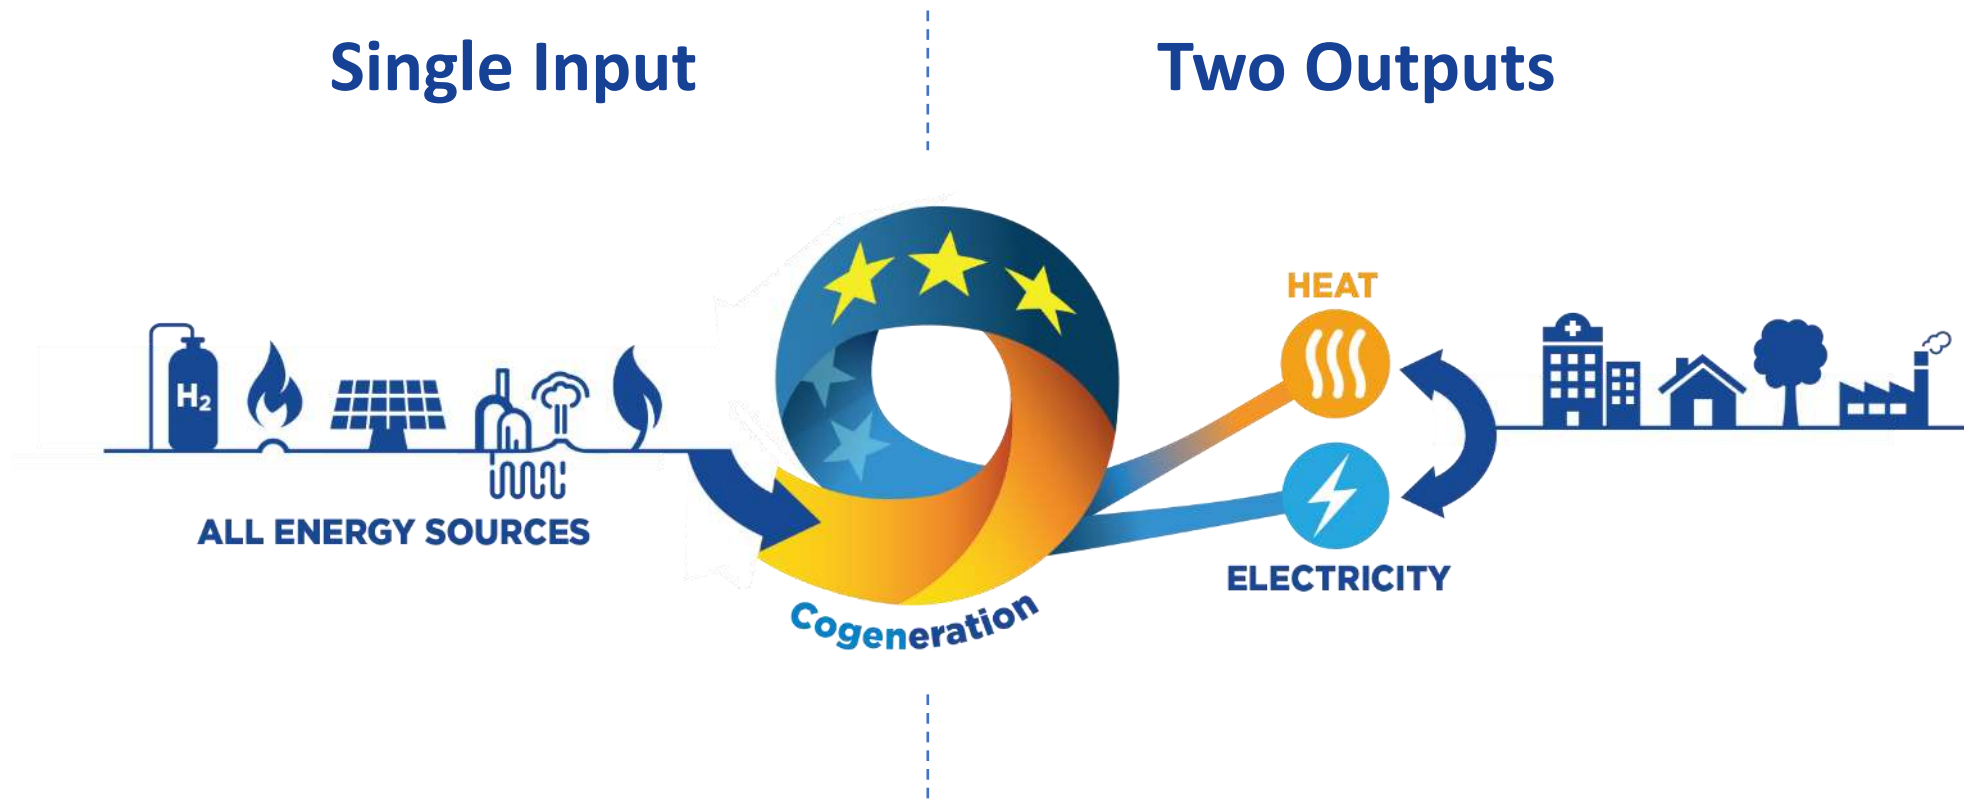 Single Input
Two Outputs
HEAT
H2
ALL ENERGY SOURCES
ELECTRICITY
Cogeneration